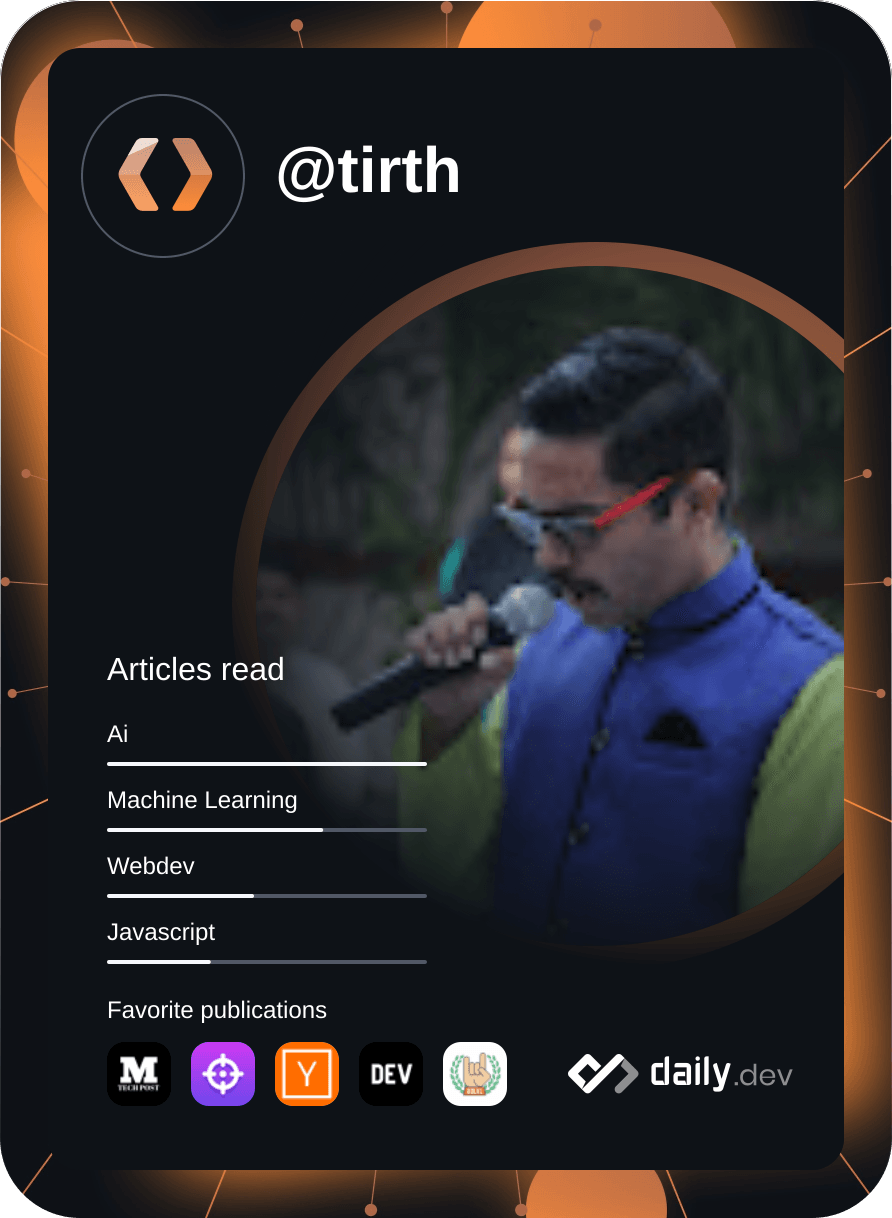 @tirth
Articles read
Ai
Machine Learning
Webdev
Javascript
Favorite publications
M
TECH POST
Y
DEV
daily.dev